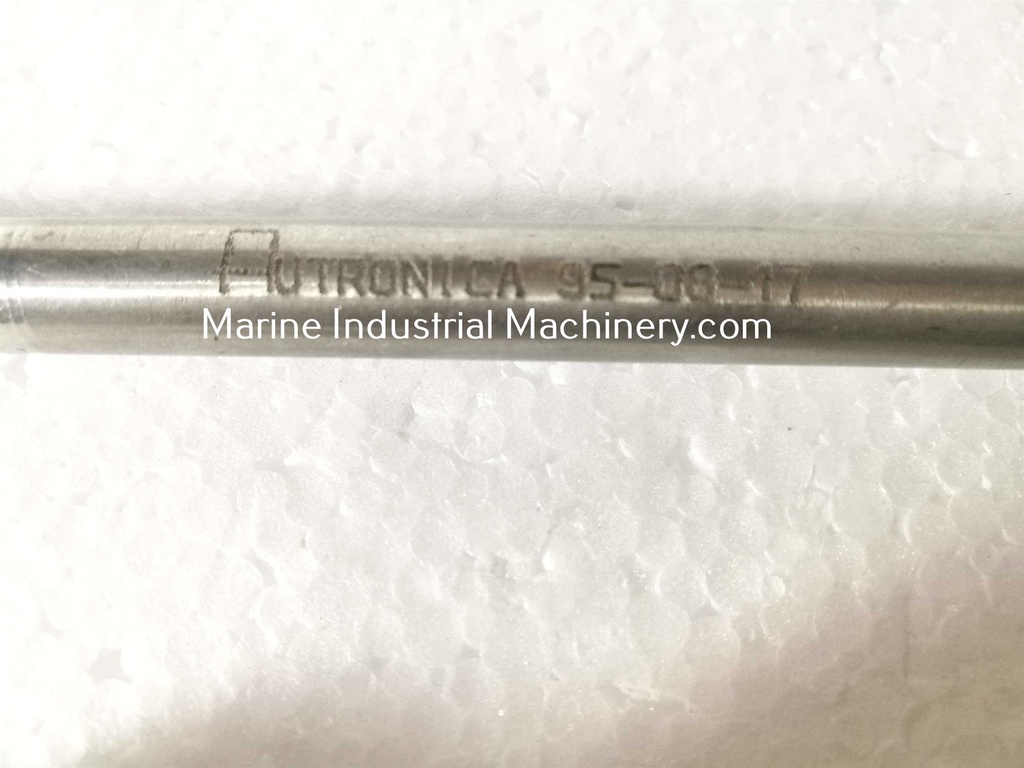 AUTRONICA 95-08-17
Marine Industrial Machinery.com